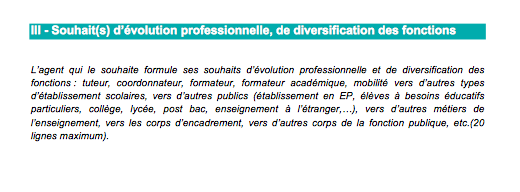 III - Souhait(s) d’évolution professionnelle, de diversification des fonctions
L’agent qui le souhaite formule ses souhaits d’évolution professionnelle et de diversification des
fonctions : tuteur, coordonnateur, formateur, formateur académique, mobilité vers d’autres types
d’établissement scolaires, vers d’autres publics (établissement en EP, élèves à besoins éducatifs
particuliers, collège, lycée, post bac, enseignement à l’étranger,…), vers d’autres métiers de
l’enseignement, vers les corps d’encadrement, vers d’autres corps de la fonction publique, etc.(20
lignes maximum).